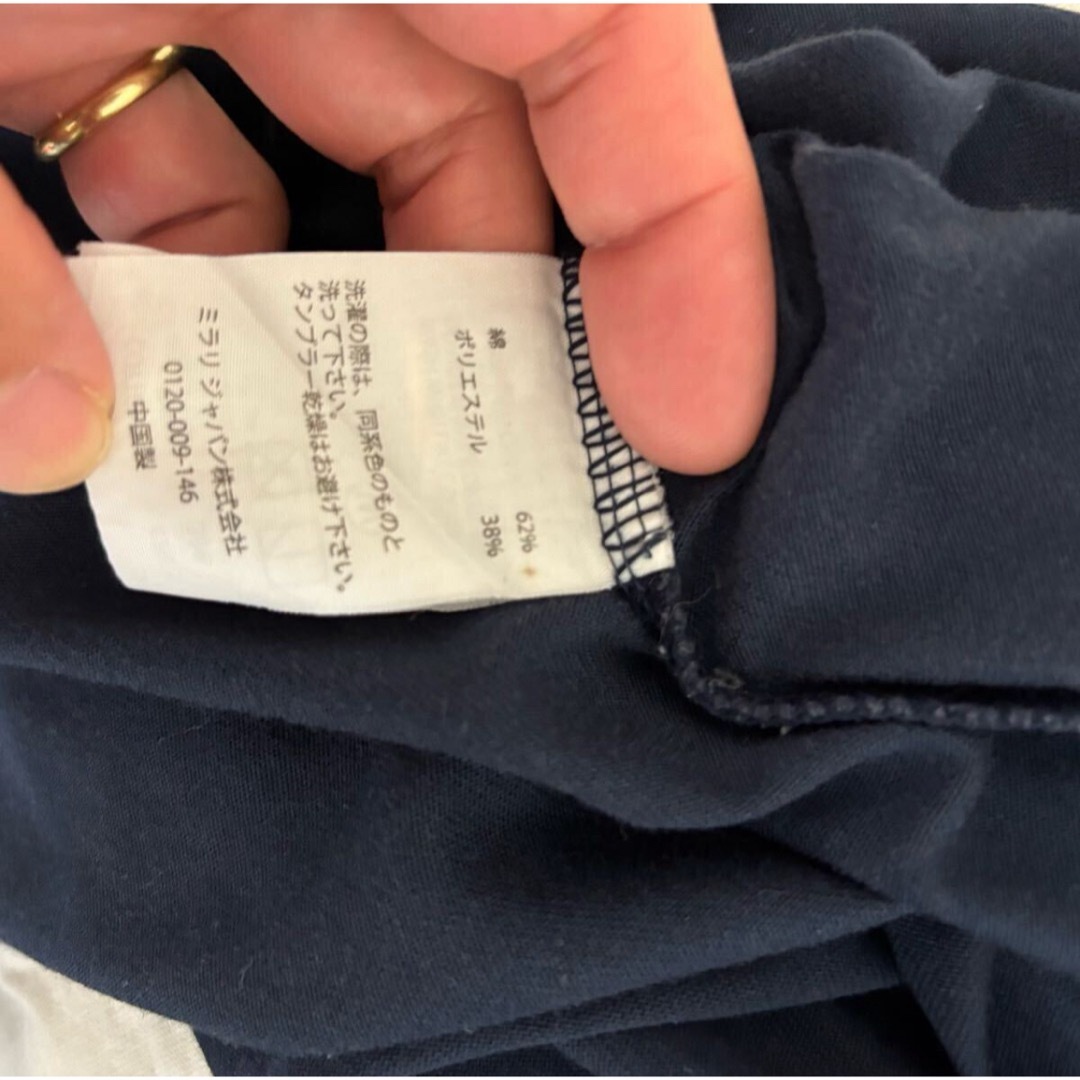 綿 62%
ポリエステル 38%
洗濯の際は、同系色のものと
洗って下さい。
タンブラー乾燥はお避け下さい。
ミラリ ジャパン株式会社
0120-009-146
中国製